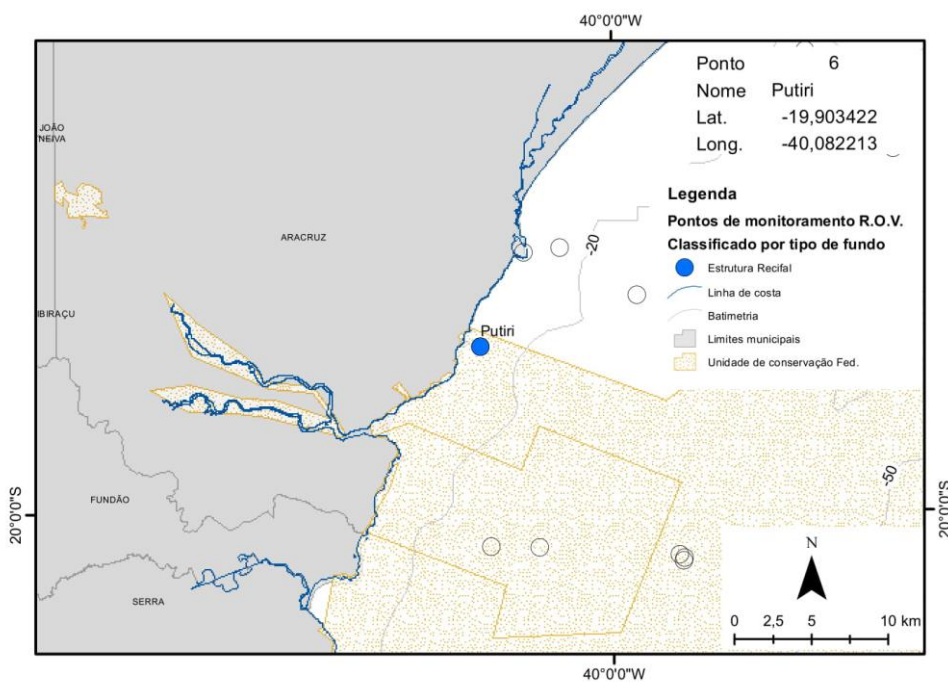 40°0'0"W
Ponto 6
Nome Putiri
Lat. -19,903422
Long. -40,082213
Legenda
Pontos de monitoramento R.O.V.
Classificado por tipo de fundo
Estrutura Recifal
Linha de costa
Batimetria
Limites municipais
Unidade de conservação Fed.
JOÃO
NEIVA
ARACRUZ
-20
IBIRAÇU
Putiri
-50
FUNDÃO
20°0'0"S
20°0'0"S
SERRA
N
0 2,5 5 10 km
40°0'0"W